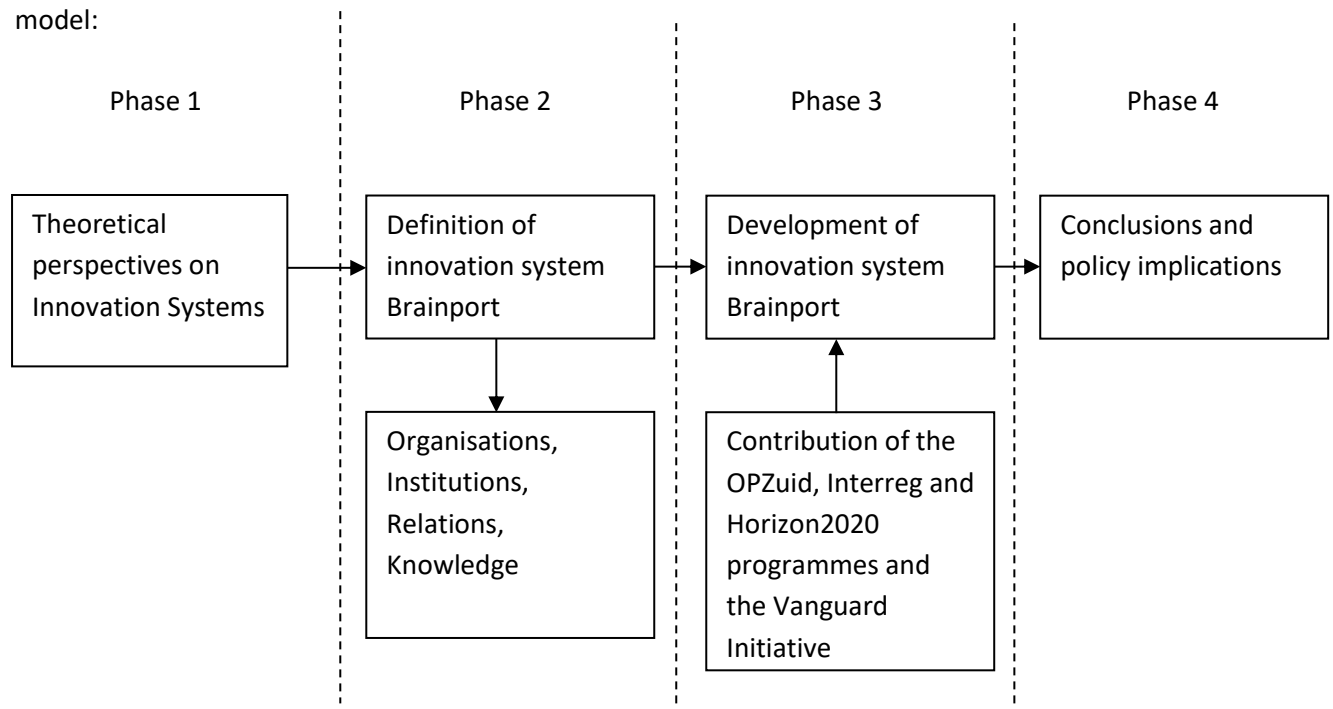 model:
Phase 1
Phase 2
Phase 3
Phase 4
Theoretical
perspectives on
Innovation Systems
Definition of
innovation system
Brainport
Development of
innovation system
Brainport
Conclusions and
policy implications
Organisations,
Institutions,
Relations,
Knowledge
Contribution of the
OPZuid, Interreg and
Horizon2020
programmes and
the Vanguard
Initiative